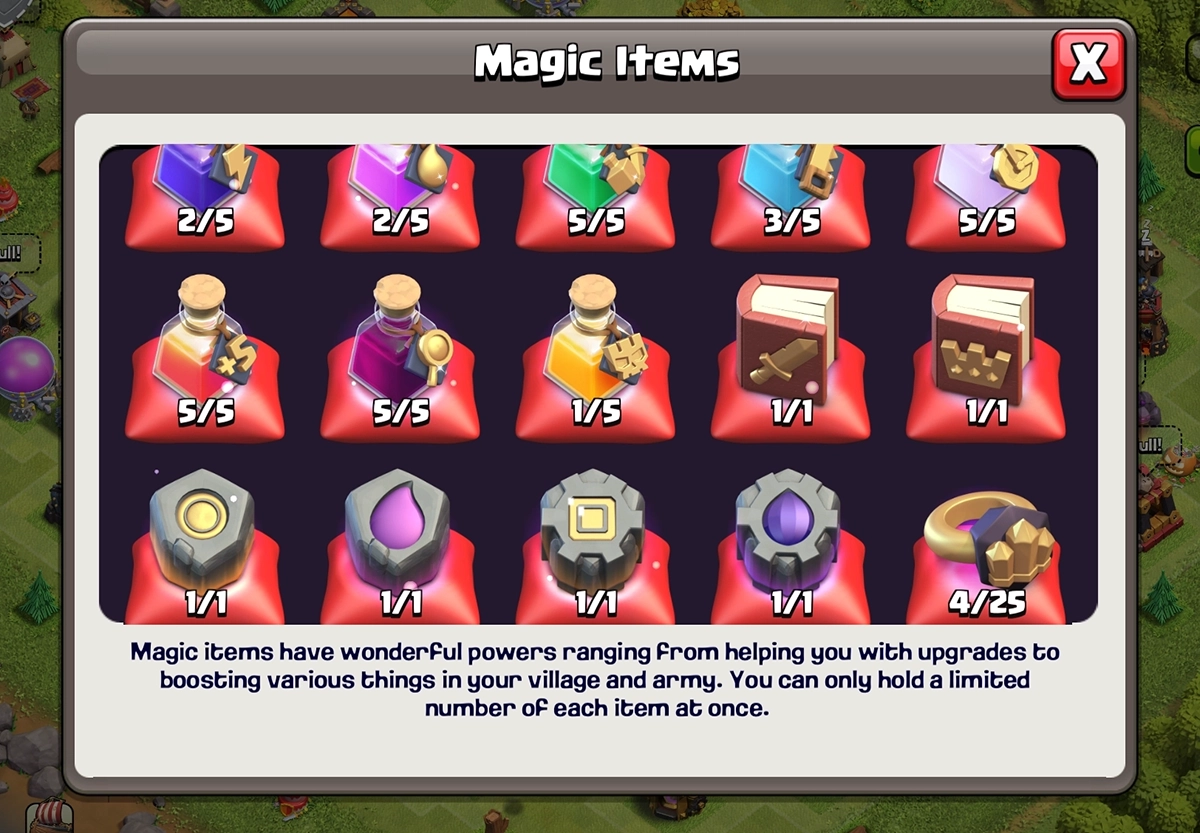 Magic Items
X
2/5 2/5 5/5 3/5 5/5
ull!
x5
5/5 5/5 1/5 1/1 1/1
ull!
1/1 1/1 1/1 1/1 4/25
Magic items have wonderful powers ranging from helping you with upgrades to
boosting various things in your village and army. You can only hold a limited
number of each item at once.